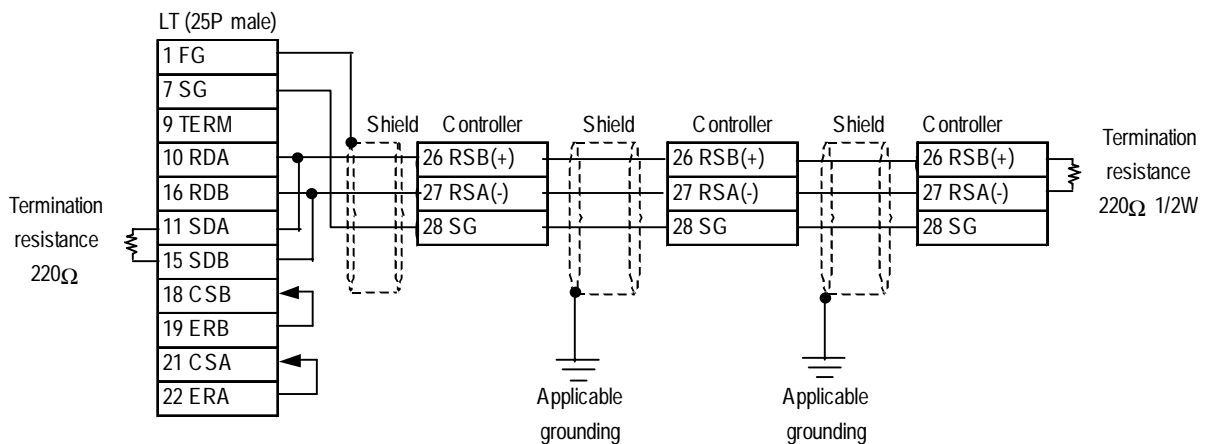 LT (25P male)
1 FG
7 SG
9 TERM
10 RDA
16 RDB
11 SDA
15 SDB
18 CSB
19 ERB
21 CSA
22 ERA
Termination
resistance
220Ω
Shield
Controller
26 RSB(+)
27 RSA(-)
28 SG
Shield
Controller
26 RSB(+)
27 RSA(-)
28 SG
Shield
Controller
26 RSB(+)
27 RSA(-)
28 SG
Termination
resistance
220Ω 1/2W
Applicable
grounding
Applicable
grounding